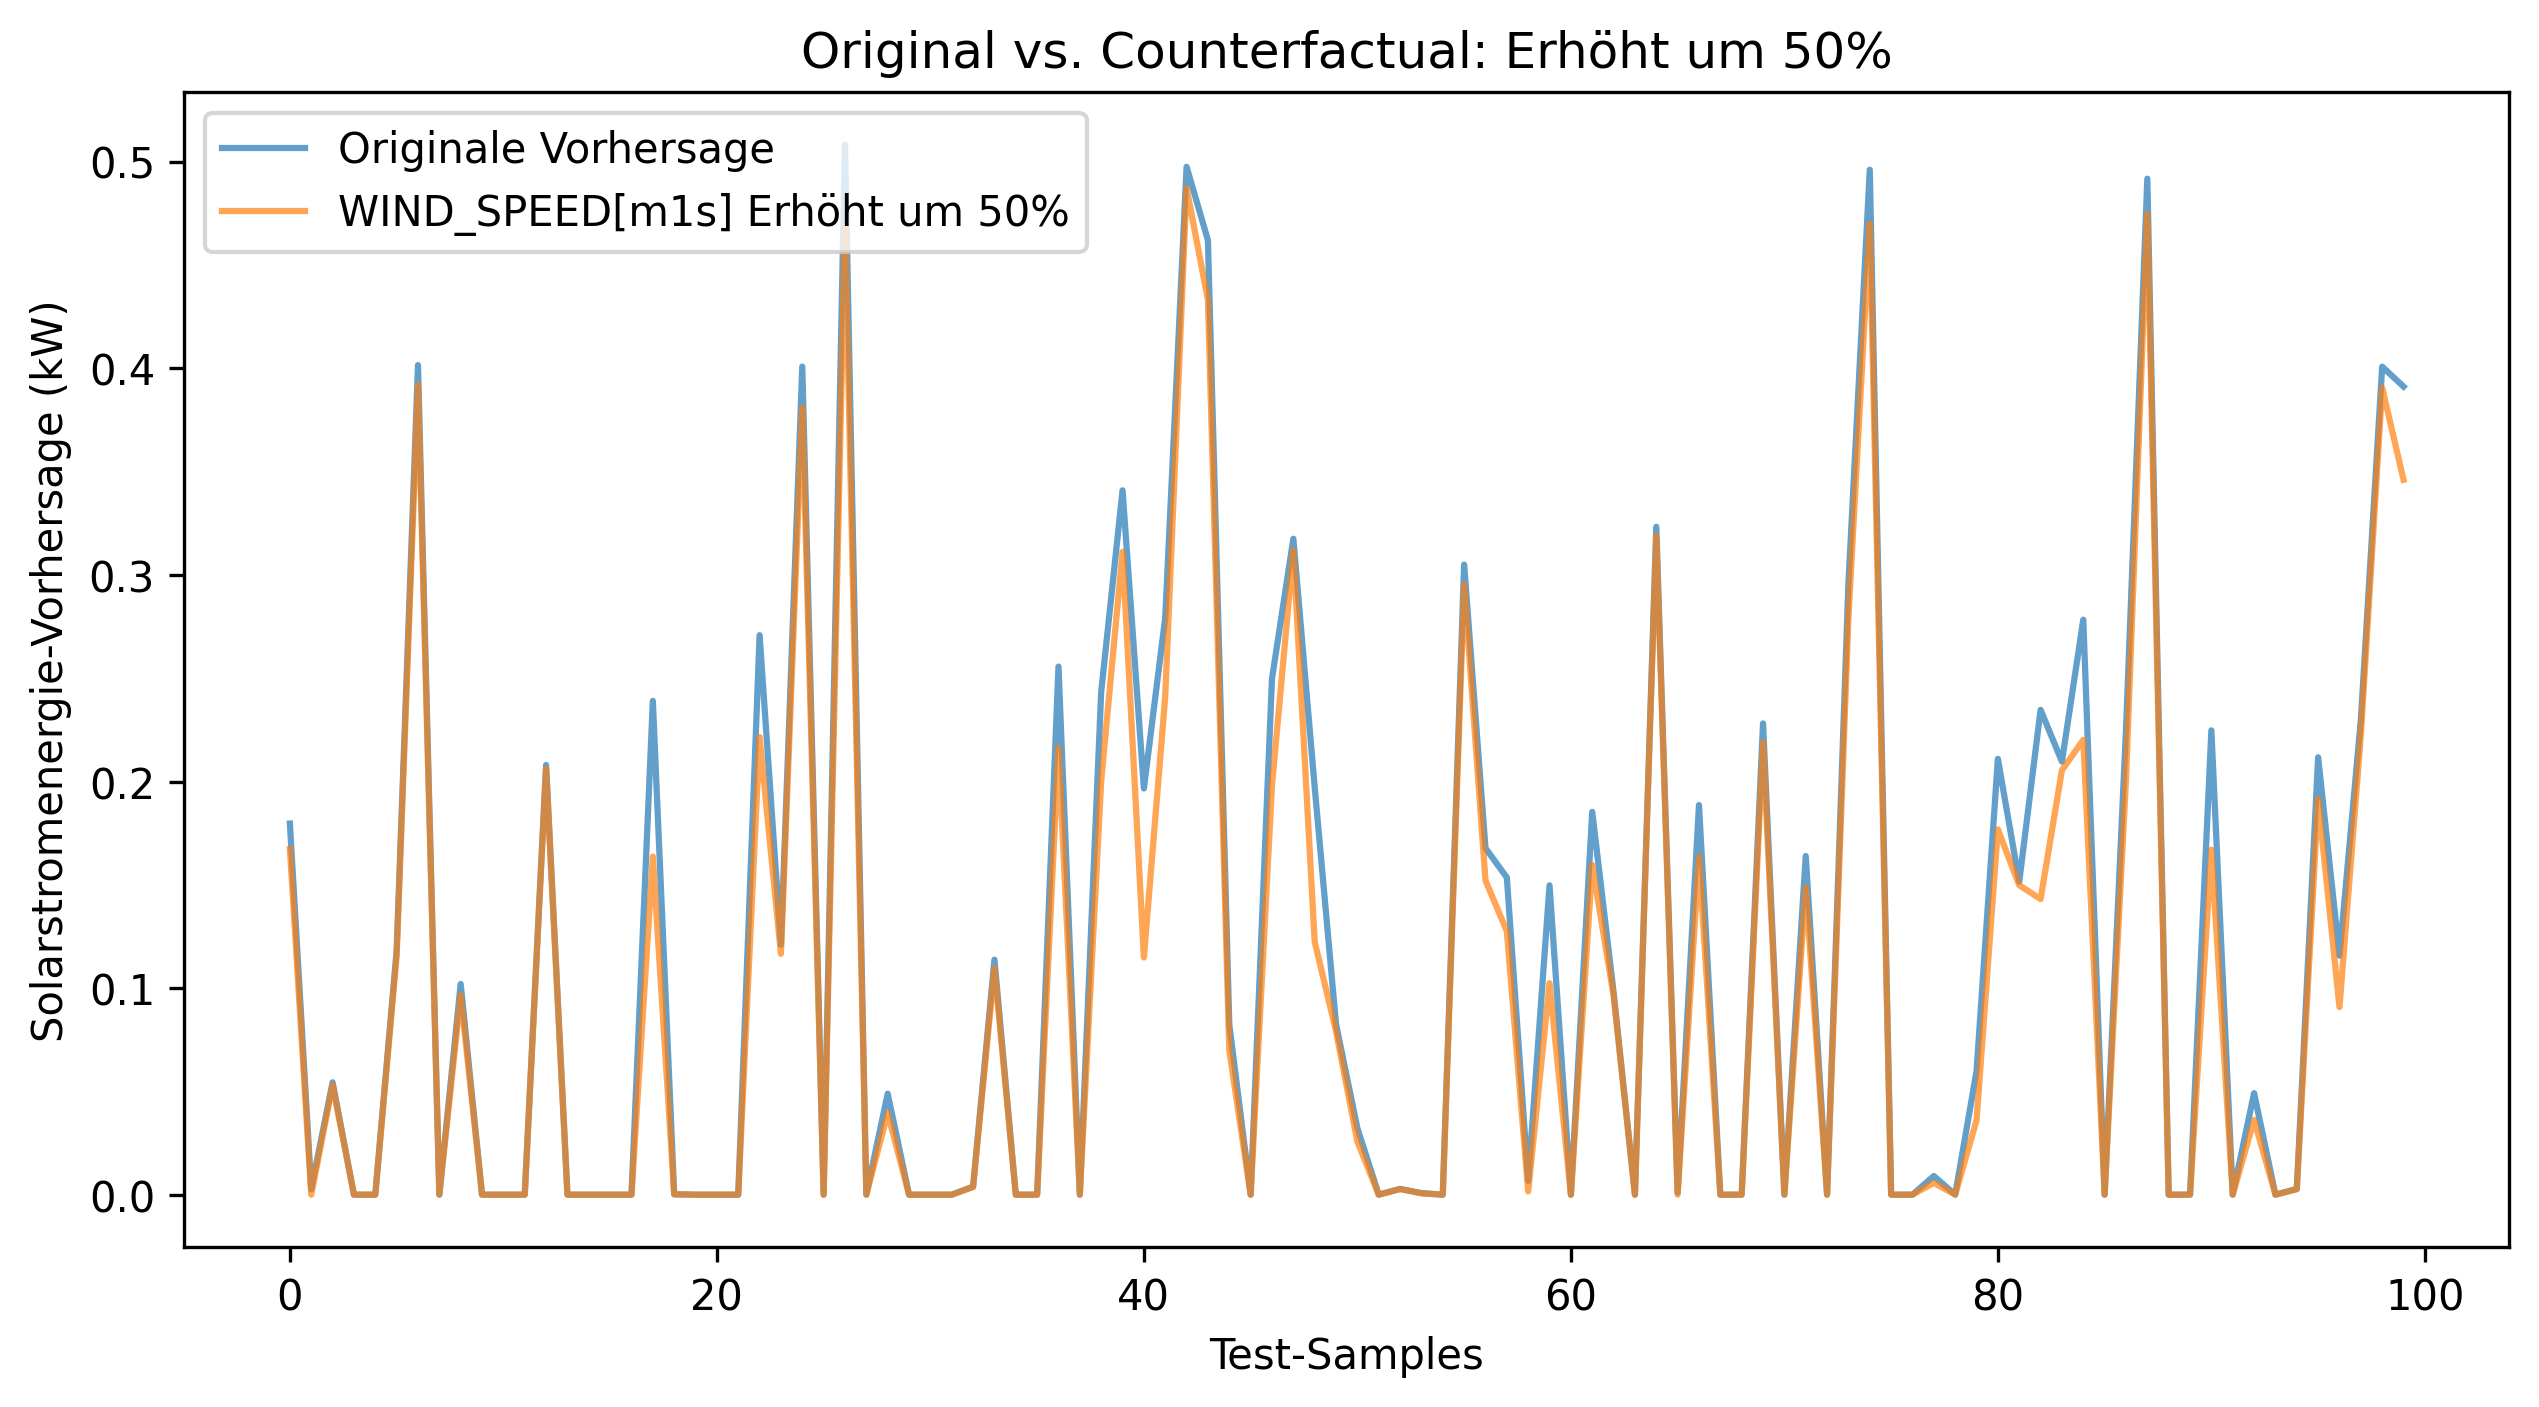 Original vs. Counterfactual: Erhöht um 50%
Originale Vorhersage
WIND_SPEED[m1s] Erhöht um 50%
Solarstromenergie-Vorhersage (kW)
0.5
0.4
0.3
0.2
0.1
0.0
0 20 40 60 80 100
Test-Samples